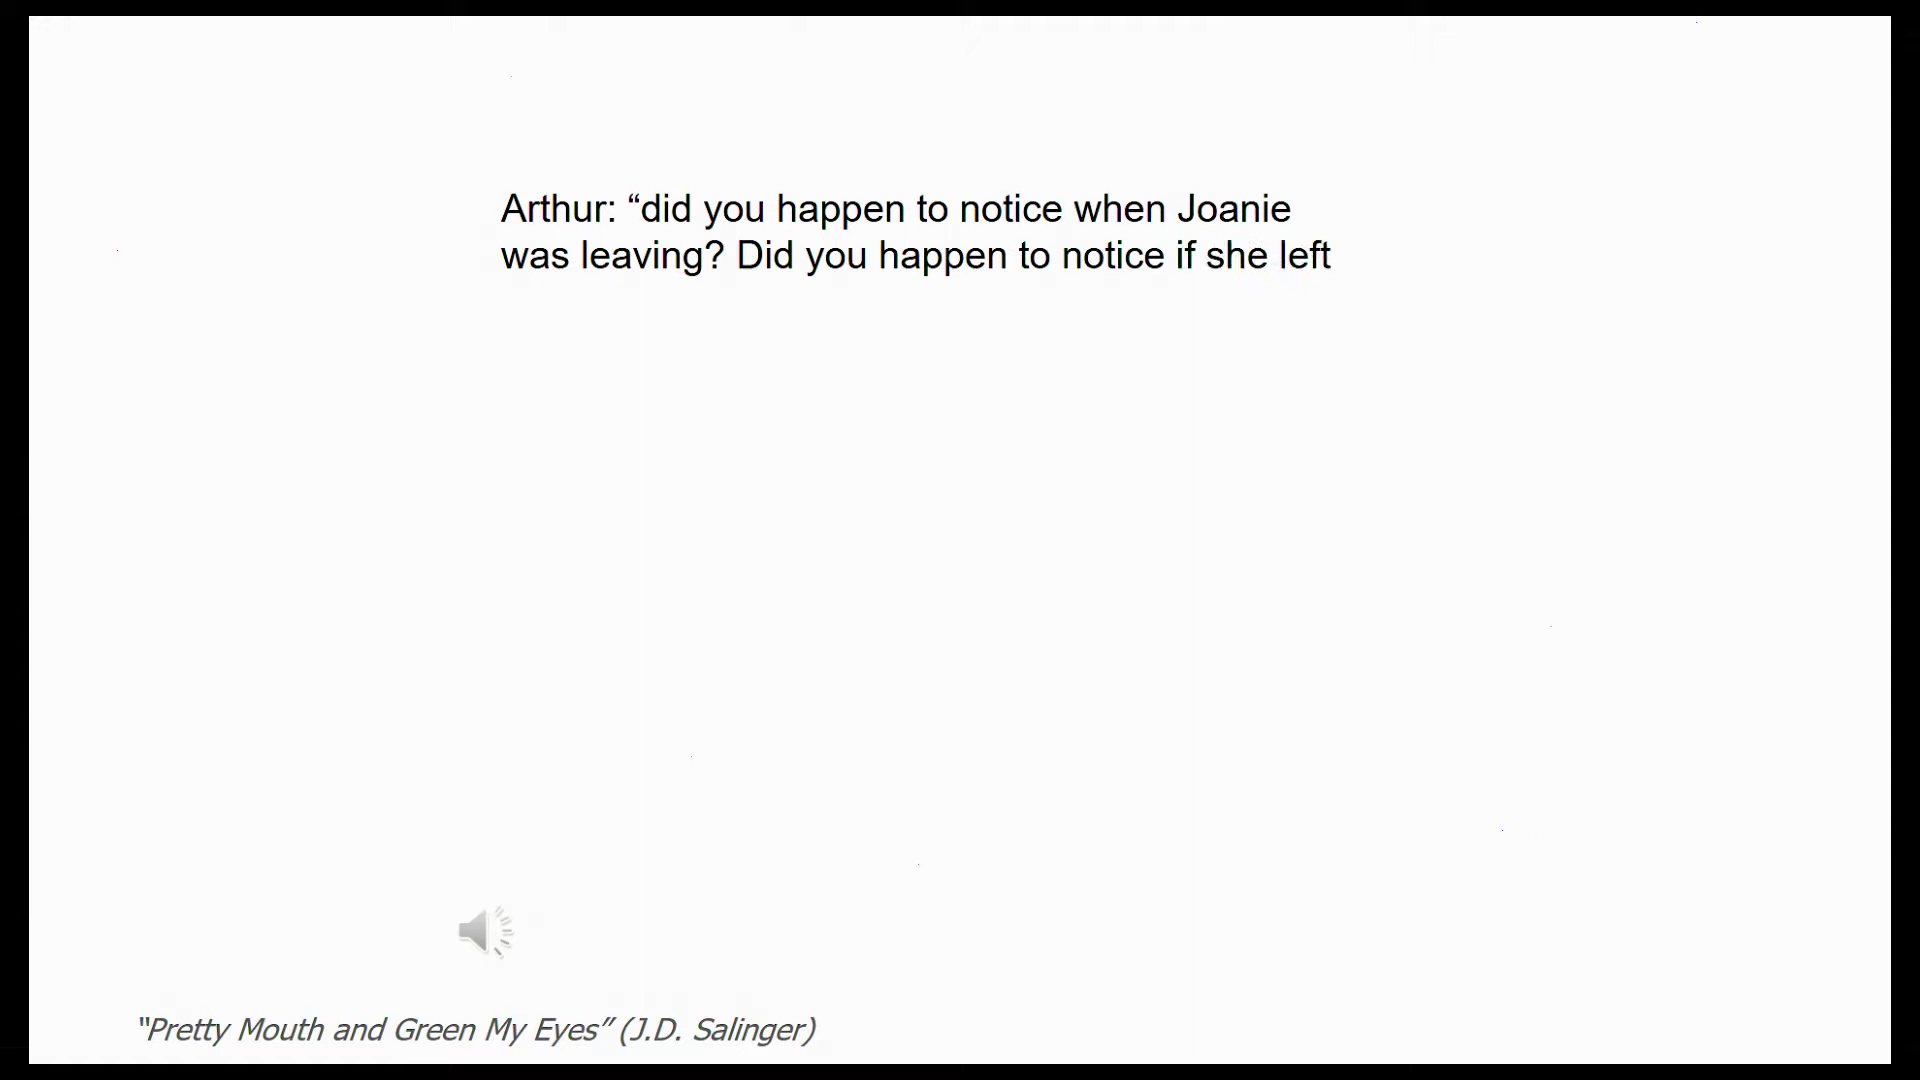 Arthur: “did you happen to notice when Joanie
was leaving? Did you happen to notice if she left
“Pretty Mouth and Green My Eyes” (J.D. Salinger)